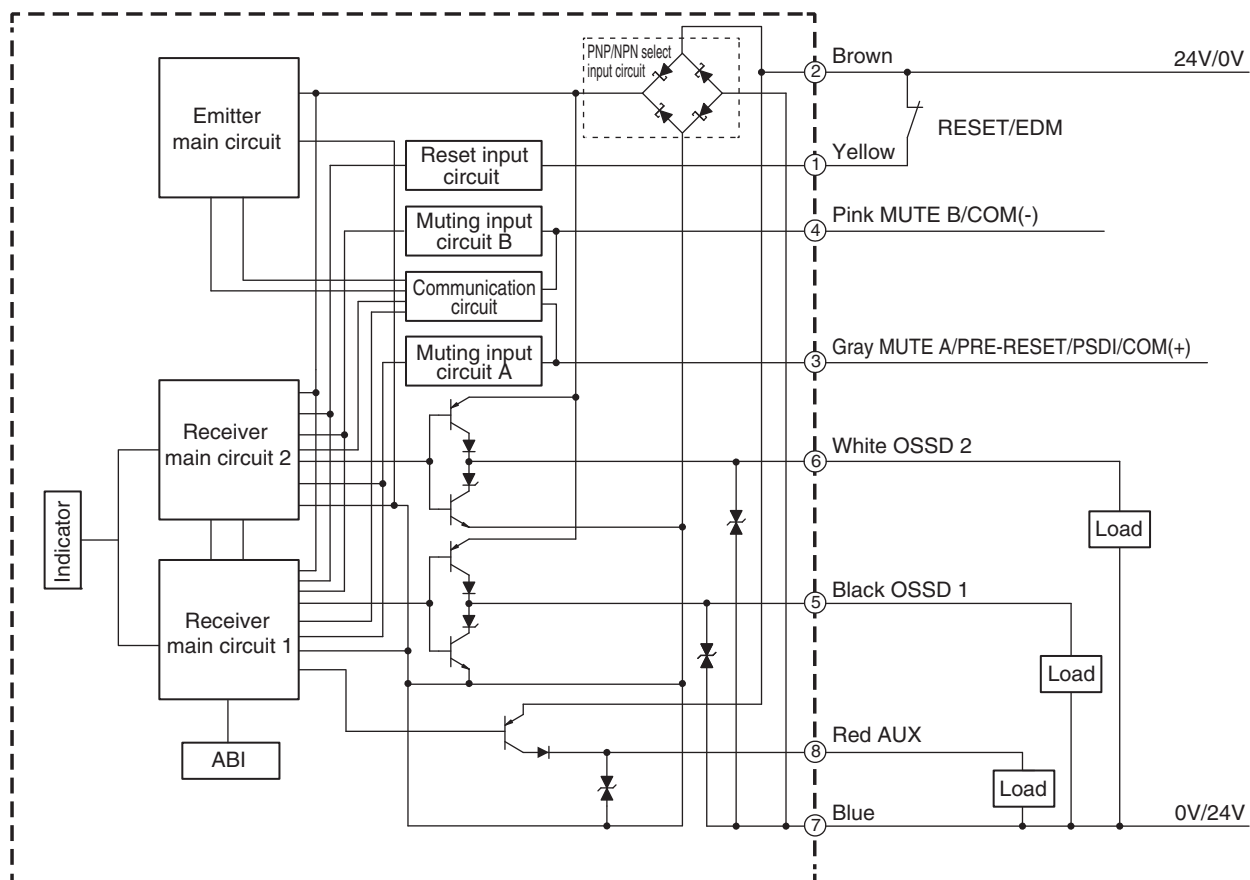 PNP/NPN select
input circuit
2
Brown
24V/0V
Emitter
main circuit
RESET/EDM
Reset input
circuit
1
Yellow
Muting input
circuit B
4
Pink MUTE B/COM(-)
Communication
circuit
Muting input
circuit A
3
Gray MUTE A/PRE-RESET/PSDI/COM(+)
Receiver
main circuit 2
6
White OSSD 2
Load
Indicator
Receiver
main circuit 1
5
Black OSSD 1
Load
ABI
8
Red AUX
Load
7
Blue
0V/24V